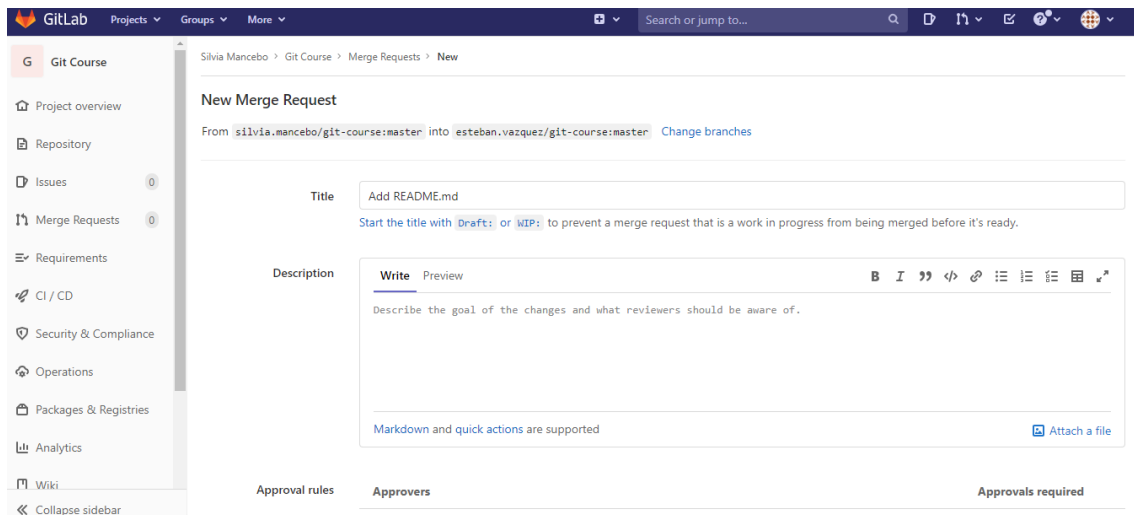 GitLab Projects Groups More Search or jump to...
G Git Course
Silvia Mancebo > Git Course > Merge Requests > New
Project overview
Repository
Issues 0
Merge Requests 0
Requirements
CI / CD
Security & Compliance
Operations
Packages & Registries
Analytics
Wiki
Collapse sidebar
New Merge Request
From silvia.mancebo/git-course:master into esteban.vazquez/git-course:master Change branches
Title Add README.md
Start the title with Draft: or WIP: to prevent a merge request that is a work in progress from being merged before it's ready.
Description Write Preview B I
Describe the goal of the changes and what reviewers should be aware of.
Markdown and quick actions are supported Attach a file
Approval rules Approvers Approvals required